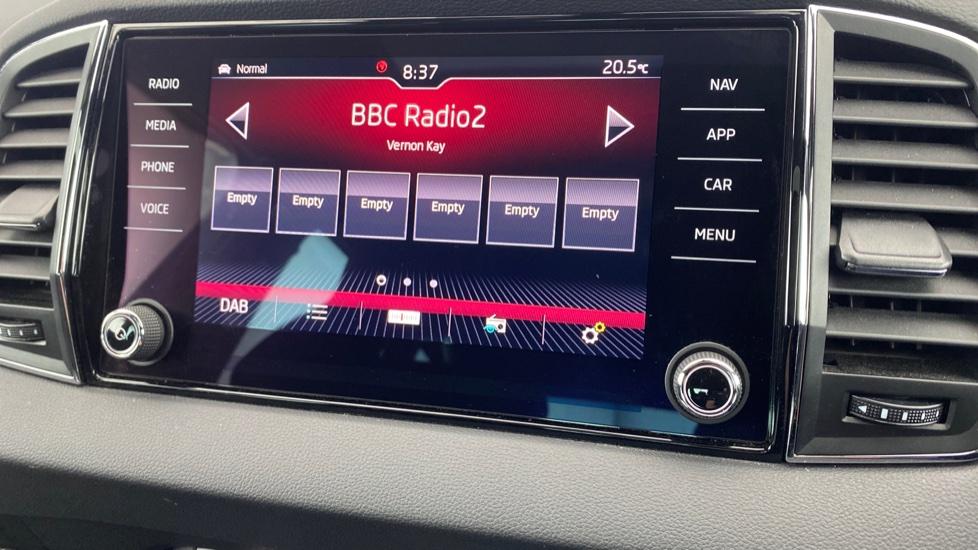 RADIO
MEDIA
PHONE
VOICE
Normal
8:37
20.5°C
BBC Radio2
Vernon Kay
Empty Empty Empty Empty Empty Empty
DAB
NAV
APP
CAR
MENU